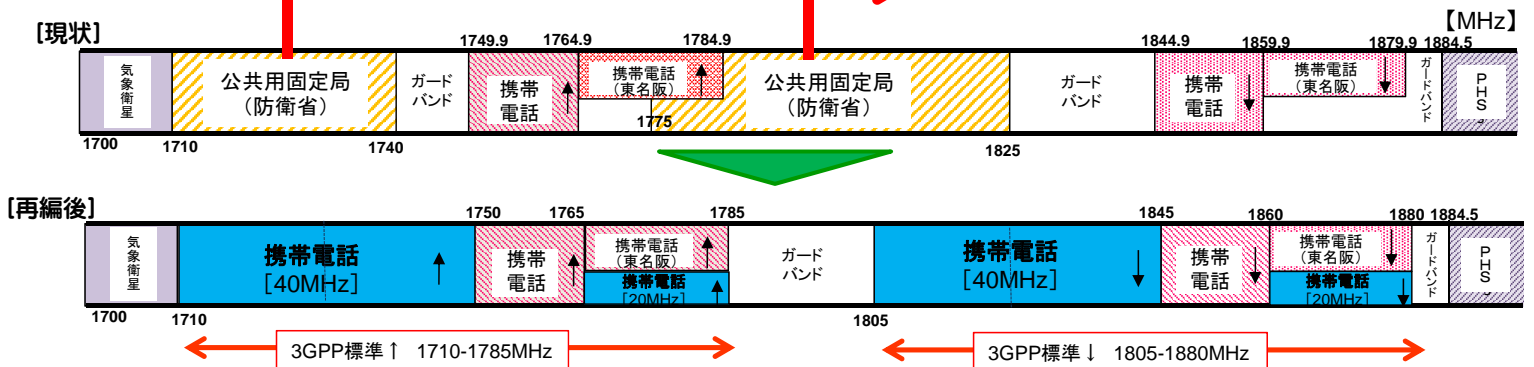 [現状]
【MHz】
1749.9
1764.9
1784.9
1844.9
1859.9
1879.9
1884.5
気象衛星
公共用固定局
(防衛省)
ガード
バンド
携帯
電話
携帯電話
(東名阪)
公共用固定局
(防衛省)
ガード
バンド
携帯
電話
携帯電話
(東名阪)
ガードバンド
PHS
1700
1710
1740
1775
1825
[再編後]
1750
1765
1785
1845
1860
1880
1884.5
気象衛星
携帯電話
[40MHz]
携帯
電話
携帯電話
(東名阪)
携帯電話
[20MHz]
ガード
バンド
携帯電話
[40MHz]
携帯
電話
携帯電話
(東名阪)
携帯電話
[20MHz]
ガードバンド
PHS
1700
1710
1805
3GPP標準↑ 1710-1785MHz
3GPP標準↓ 1805-1880MHz